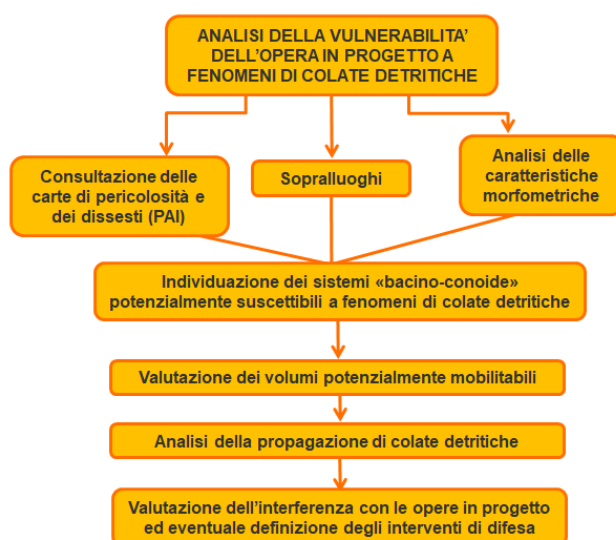 ANALISI DELLA VULNERABILITA'
DELL'OPERA IN PROGETTO A
FENOMENI DI COLATE DETRITICHE
Consultazione delle
carte di pericolosità e
dei dissesti (PAI)
Sopralluoghi
Analisi delle
caratteristiche
morfometriche
Individuazione dei sistemi «bacino-conoide»
potenzialmente suscettibili a fenomeni di colate detritiche
Valutazione dei volumi potenzialmente mobilitabili
Analisi della propagazione di colate detritiche
Valutazione dell'interferenza con le opere in progetto
ed eventuale definizione degli interventi di difesa